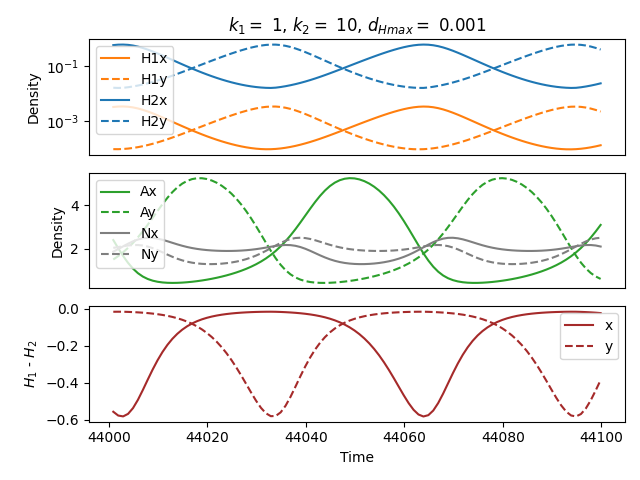 k₁ = 1, k₂ = 10, d_Hmax = 0.001
10⁻¹
10⁻³
Density
H1x
H1y
H2x
H2y
4
2
Density
Ax
Ay
Nx
Ny
0.0
−0.2
−0.4
−0.6
H₁ - H₂
x
y
44000 44020 44040 44060 44080 44100
Time